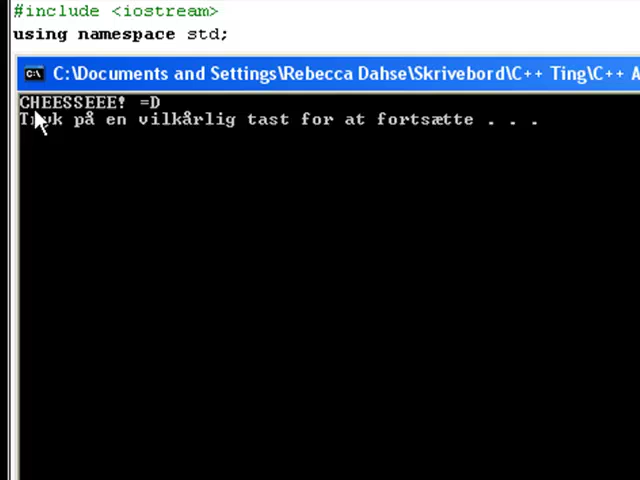 #include <iostream>
using namespace std;
C:\Documents and Settings\Rebecca Dahse\Skrivebord\C++ Ting\C++ A
CHEESSEEE! =D
Tryk på en vilkårlig tast for at fortsætte . . .